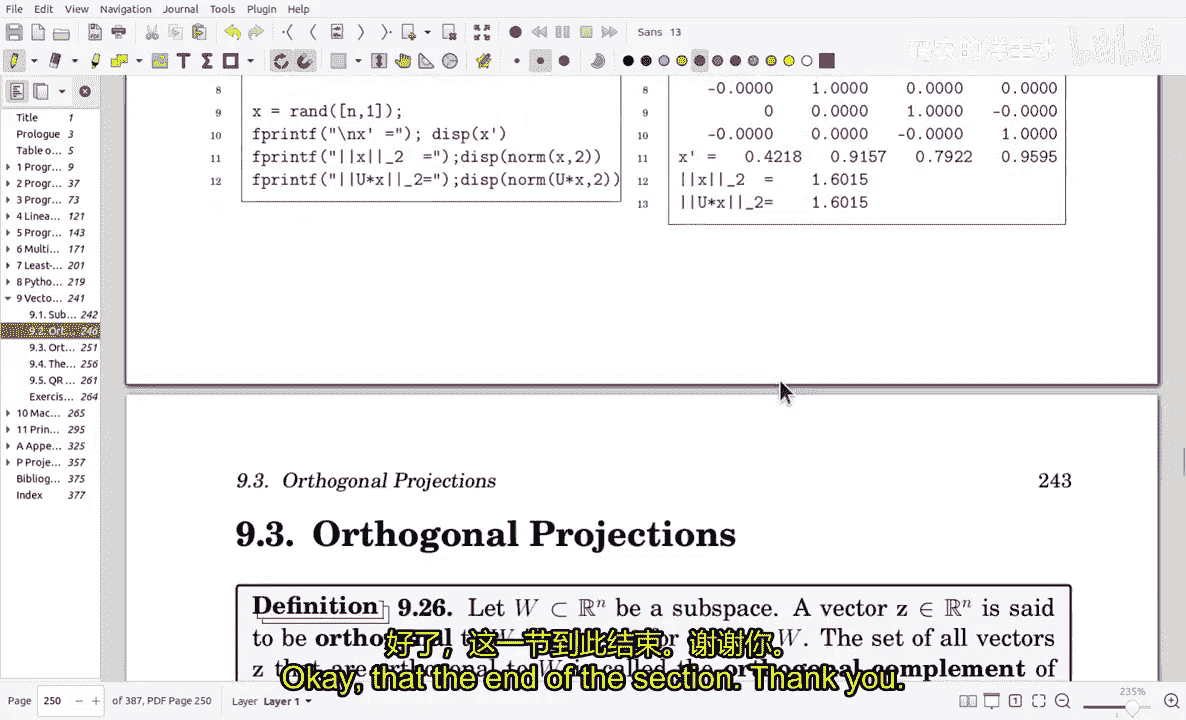 File Edit View Navigation Journal Tools Plugin Help
Sans 13
Title 1
Prologue 3
Table o... 5
1 Progr... 9
2 Progr... 37
3 Progr... 73
4 Linea... 121
5 Progr... 143
6 Multi... 171
7 Least-... 201
8 Pytho... 219
9 Vecto... 241
9.1. Sub... 242
9.2. Ort... 246
9.3. Ort... 251
9.4. The... 256
9.5. QR ... 261
Exercis... 264
10 Mac... 265
11 Prin... 295
A Appe... 325
P Proje... 357
Bibliog... 375
Index 377
8
9 x = rand([n,1]);
10 fprintf("\nx' ="); disp(x')
11 fprintf("||x||_2 =");disp(norm(x,2))
12 fprintf("||U*x||_2=");disp(norm(U*x,2))
8 -0.0000 1.0000 0.0000 0.0000
9 0 0.0000 1.0000 -0.0000
10 -0.0000 0.0000 -0.0000 1.0000
11 x' = 0.4218 0.9157 0.7922 0.9595
12 ||x||_2 = 1.6015
13 ||U*x||_2= 1.6015
9.3. Orthogonal Projections 243
9.3. Orthogonal Projections
Definition 9.26. Let W ⊂ ℝⁿ be a subspace. A vector z ∈ ℝⁿ is said
to be orthogonal W. The set of all vectors
z that are orthogonal to W is called the orthogonal complement of
好了，这一节到此结束。谢谢你。
Okay, that the end of the section. Thank you.
Page 250 of 387, PDF Page 250 Layer Layer 1 235%